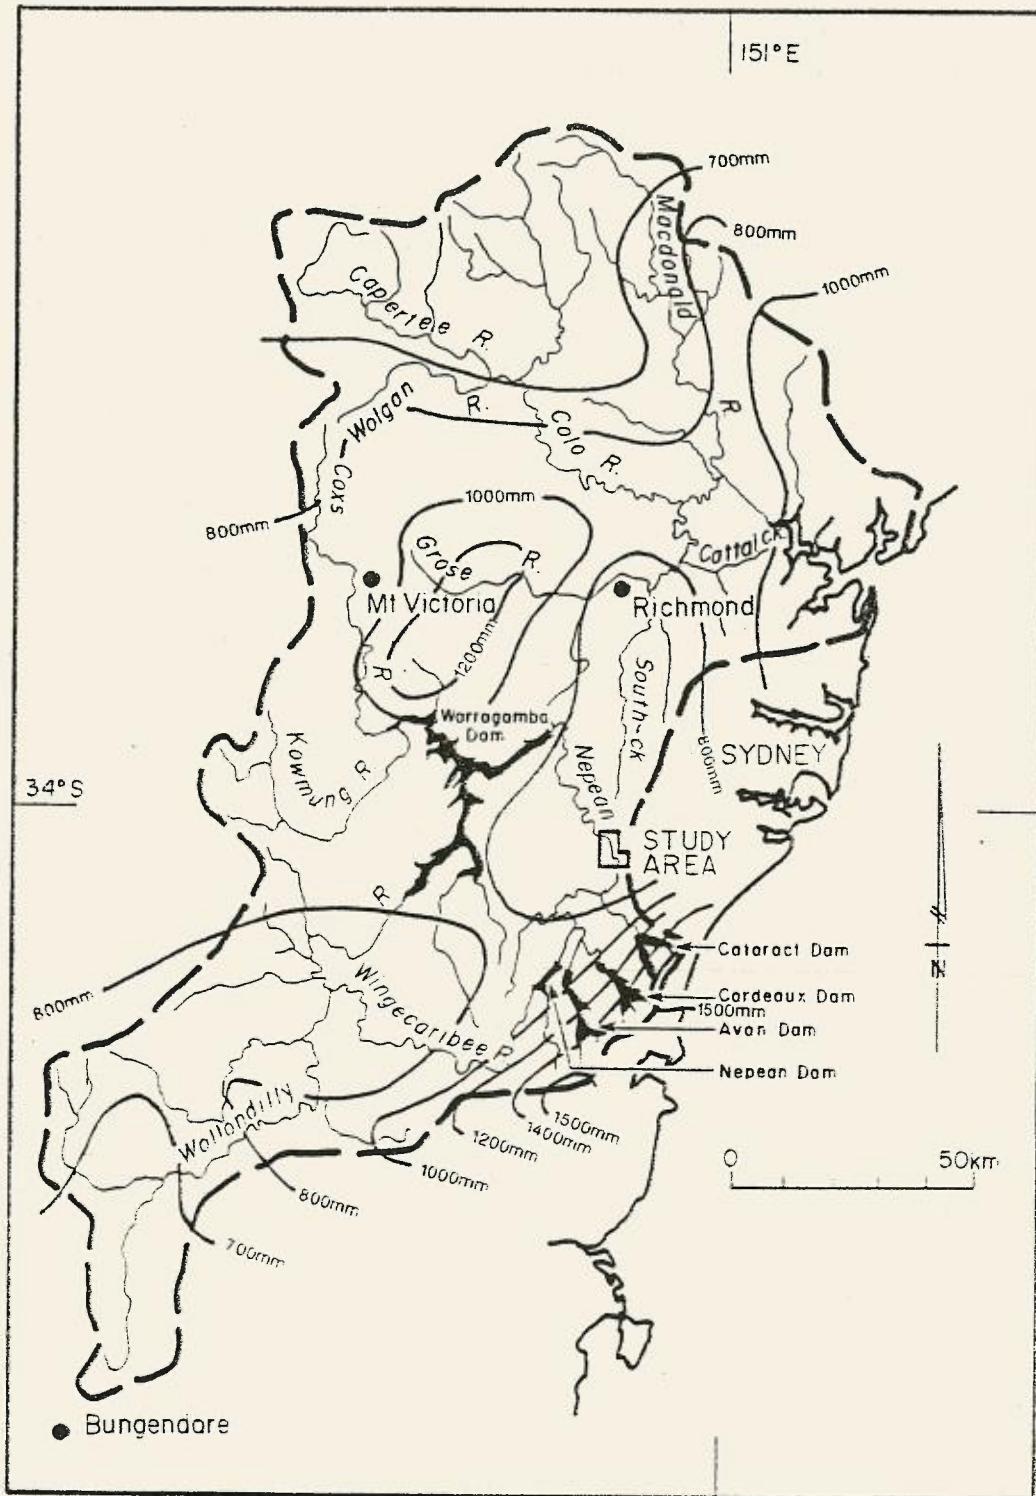 151°E
700mm
Macdonald
R.
800mm
1000mm
Capertee R.
Wolgan R.
Colo R.
Coxs
R
800mm
1000mm
Grose R.
Mt Victoria
1200mm
Cattai ck
Richmond
South-ck
Warragamba
Dam
Nepean
800mm
SYDNEY
34°S
Kowmung R
STUDY
AREA
R
800mm
Wingecaribee R
Cataract Dam
Cordeaux Dam
1500mm
Avon Dam
Nepean Dam
N
Wollondilly
1500mm
1400mm
1200mm
1000mm
800mm
700mm
0 50km
Bungendore